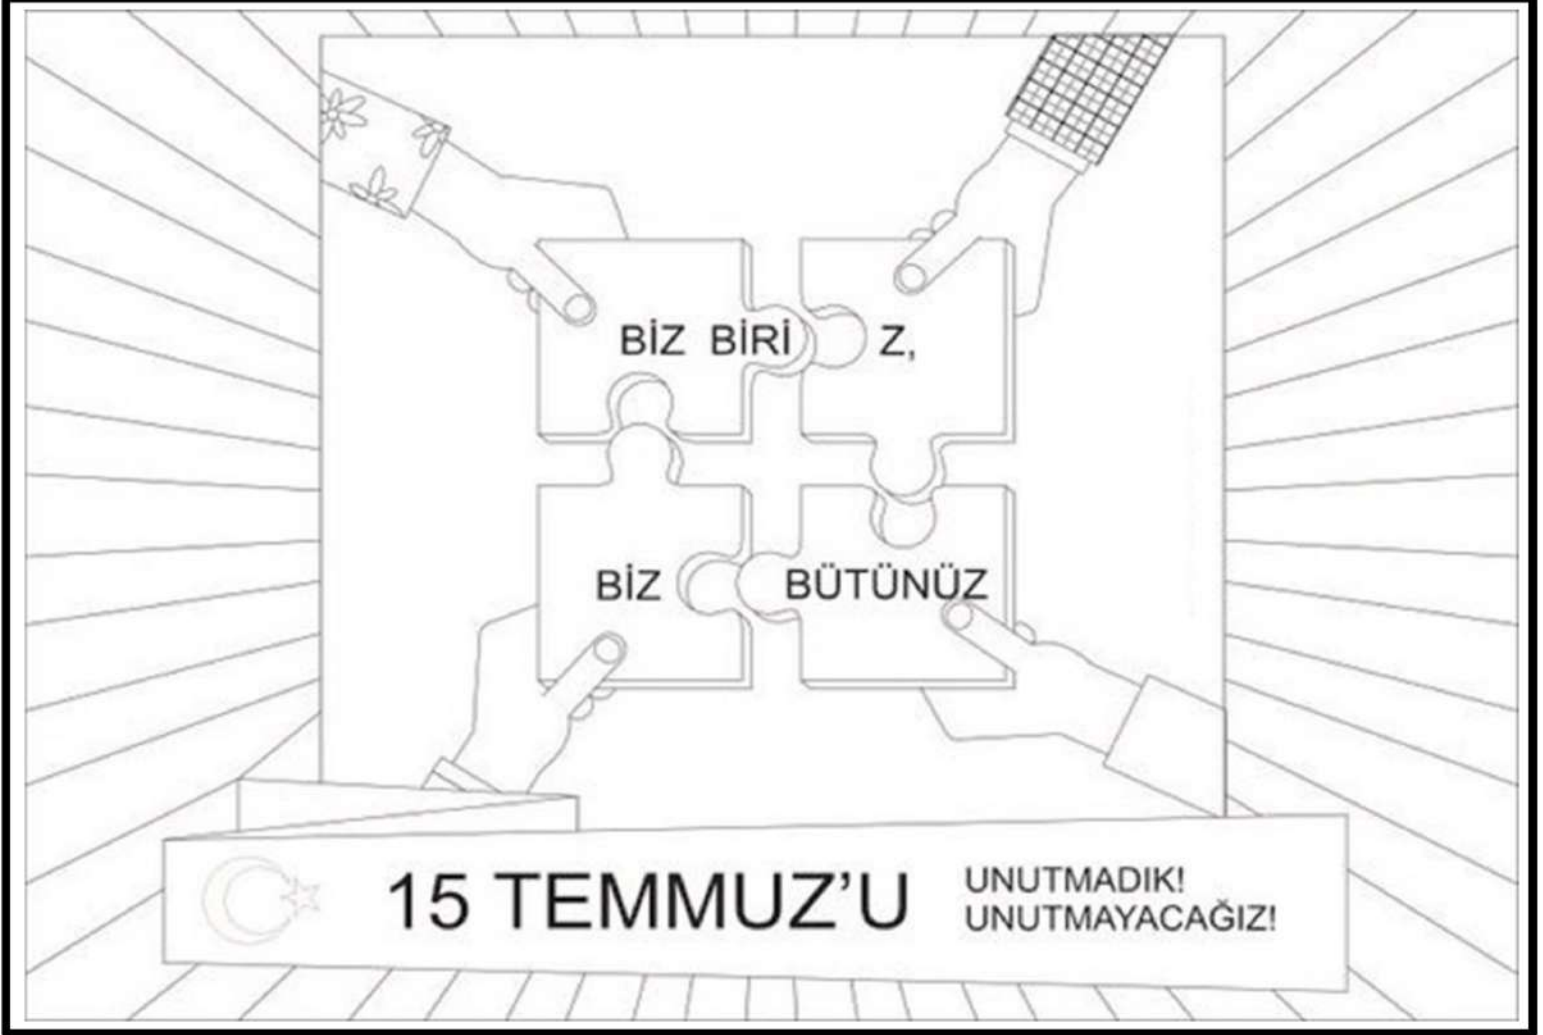 BİZ BİRİ Z,
BİZ BÜTÜNÜZ
15 TEMMUZ’U
UNUTMADIK!
UNUTMAYACAĞIZ!